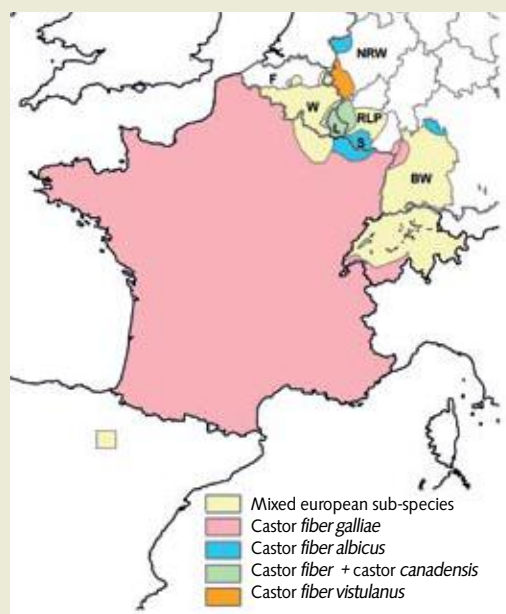 NRW
F
W
RLP
L
S
BW
Mixed european sub-species
Castor fiber galliae
Castor fiber albicus
Castor fiber + castor canadensis
Castor fiber vistulanus